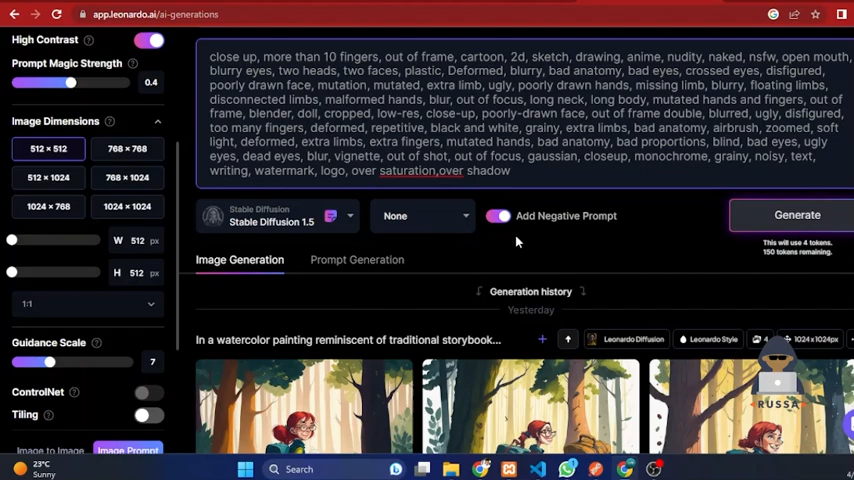 app.leonardo.ai/ai-generations
High Contrast
Prompt Magic Strength
0.4
Image Dimensions
512 × 512
768 × 768
512 × 1024
768 × 1024
1024 × 768
1024 × 1024
W 512 px
H 512 px
1:1
Guidance Scale
7
ControlNet
Tiling
Image to Image
Image Prompt
close up, more than 10 fingers, out of frame, cartoon, 2d, sketch, drawing, anime, nudity, naked, nsfw, open mouth,
blurry eyes, two heads, two faces, plastic, Deformed, blurry, bad anatomy, bad eyes, crossed eyes, disfigured,
poorly drawn face, mutation, mutated, extra limb, ugly, poorly drawn hands, missing limb, blurry, floating limbs,
disconnected limbs, malformed hands, blur, out of focus, long neck, long body, mutated hands and fingers, out of
frame, blender, doll, cropped, low-res, close-up, poorly-drawn face, out of frame double, blurred, ugly, disfigured,
too many fingers, deformed, repetitive, black and white, grainy, extra limbs, bad anatomy, airbrush, zoomed, soft
light, deformed, extra limbs, extra fingers, mutated hands, bad anatomy, bad proportions, blind, bad eyes, ugly
eyes, dead eyes, blur, vignette, out of shot, out of focus, gaussian, closeup, monochrome, grainy, noisy, text,
writing, watermark, logo, over saturation,over shadow
Stable Diffusion
Stable Diffusion 1.5
None
Add Negative Prompt
Generate
This will use 4 tokens.
150 tokens remaining.
Image Generation
Prompt Generation
Generation history
Yesterday
In a watercolor painting reminiscent of traditional storybook...
Leonardo Diffusion
Leonardo Style
4
1024x1024px
RUSSA
23°C
Sunny
Search
4/